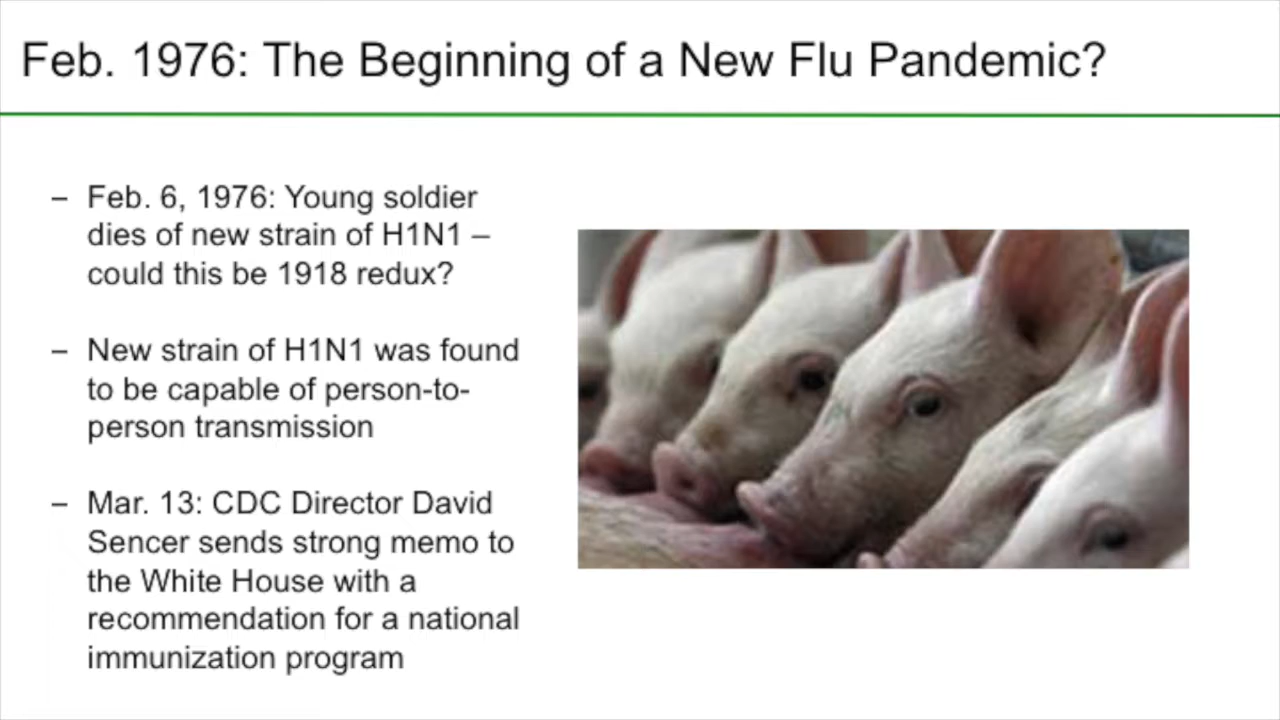 Feb. 1976: The Beginning of a New Flu Pandemic?
– Feb. 6, 1976: Young soldier
dies of new strain of H1N1 –
could this be 1918 redux?
– New strain of H1N1 was found
to be capable of person-to-
person transmission
– Mar. 13: CDC Director David
Sencer sends strong memo to
the White House with a
recommendation for a national
immunization program